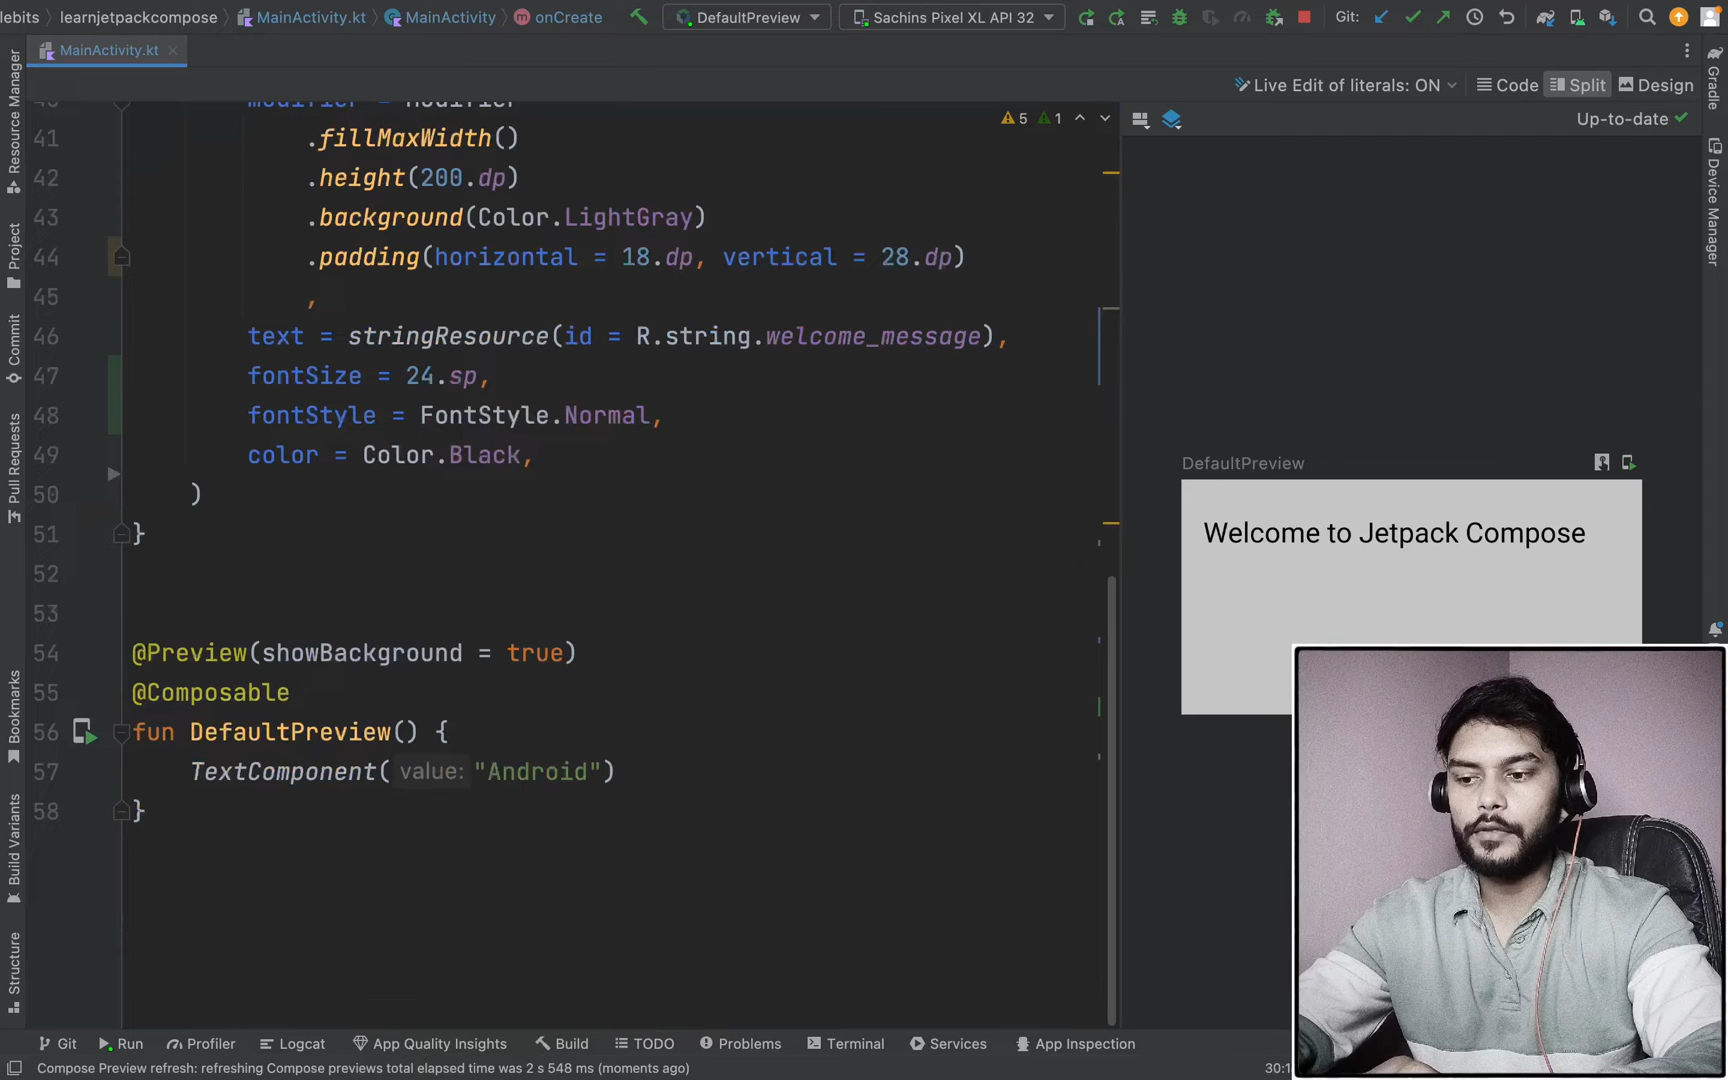 lebits
learnjetpackcompose
MainActivity.kt
MainActivity
onCreate
DefaultPreview
Sachins Pixel XL API 32
Git:
MainActivity.kt
Live Edit of literals: ON
Code
Split
Design
5
1
Up-to-date
41 .fillMaxWidth()
42 .height(200.dp)
43 .background(Color.LightGray)
44 .padding(horizontal = 18.dp, vertical = 28.dp)
45 ,
46 text = stringResource(id = R.string.welcome_message),
47 fontSize = 24.sp,
48 fontStyle = FontStyle.Normal,
49 color = Color.Black,
50 )
51 }
52
53
54 @Preview(showBackground = true)
55 @Composable
56 fun DefaultPreview() {
57 TextComponent( value: "Android")
58 }
DefaultPreview
Welcome to Jetpack Compose
Resource Manager
Project
Commit
Pull Requests
Bookmarks
Build Variants
Structure
Gradle
Device Manager
Git
Run
Profiler
Logcat
App Quality Insights
Build
TODO
Problems
Terminal
Services
App Inspection
Compose Preview refresh: refreshing Compose previews total elapsed time was 2 s 548 ms (moments ago)
30:1